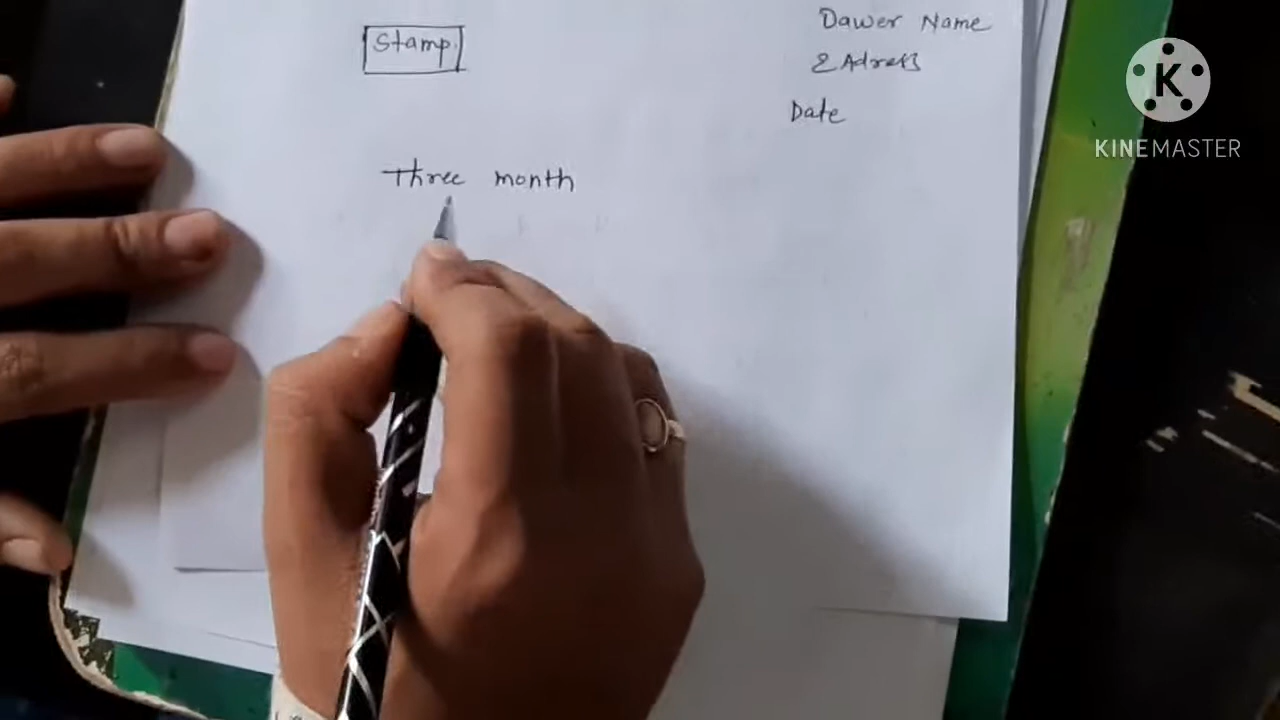 Stamp
Dawer Name
& Adress
Date
Three month
K
KINEMASTER